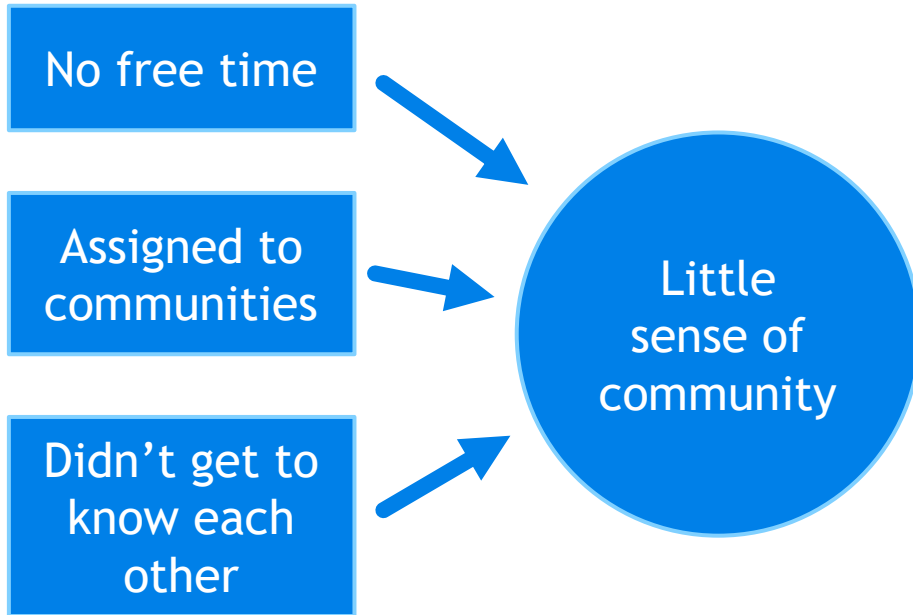 No free time
Assigned to
communities
Didn’t get to
know each
other
Little
sense of
community